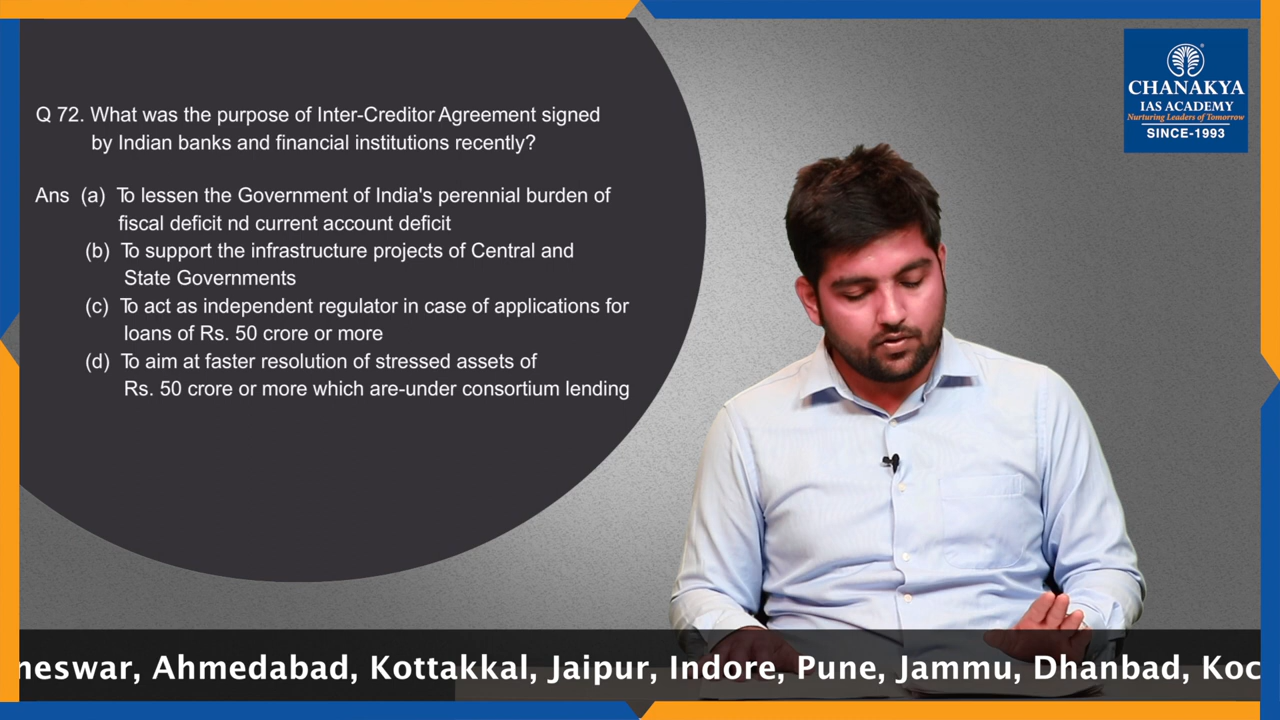 Q 72. What was the purpose of Inter-Creditor Agreement signed
by Indian banks and financial institutions recently?
Ans (a) To lessen the Government of India's perennial burden of
fiscal deficit nd current account deficit
(b) To support the infrastructure projects of Central and
State Governments
(c) To act as independent regulator in case of applications for
loans of Rs. 50 crore or more
(d) To aim at faster resolution of stressed assets of
Rs. 50 crore or more which are-under consortium lending
CHANAKYA
IAS ACADEMY
Nurturing Leaders of Tomorrow
SINCE-1993
neswar, Ahmedabad, Kottakkal, Jaipur, Indore, Pune, Jammu, Dhanbad, Koc